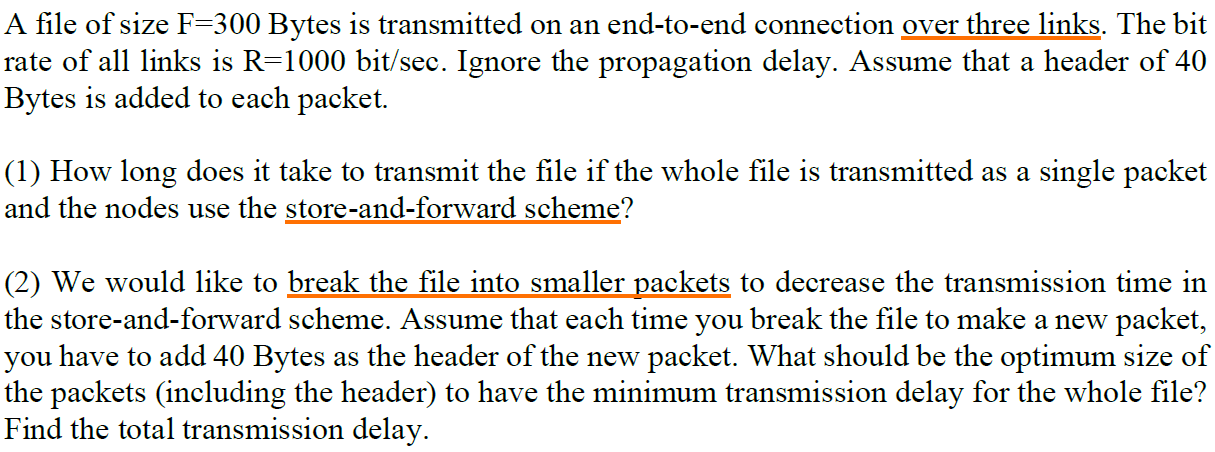 A file of size F=300 Bytes is transmitted on an end-to-end connection over three links. The bit
rate of all links is R=1000 bit/sec. Ignore the propagation delay. Assume that a header of 40
Bytes is added to each packet.
(1) How long does it take to transmit the file if the whole file is transmitted as a single packet
and the nodes use the store-and-forward scheme?
(2) We would like to break the file into smaller packets to decrease the transmission time in
the store-and-forward scheme. Assume that each time you break the file to make a new packet,
you have to add 40 Bytes as the header of the new packet. What should be the optimum size of
the packets (including the header) to have the minimum transmission delay for the whole file?
Find the total transmission delay.